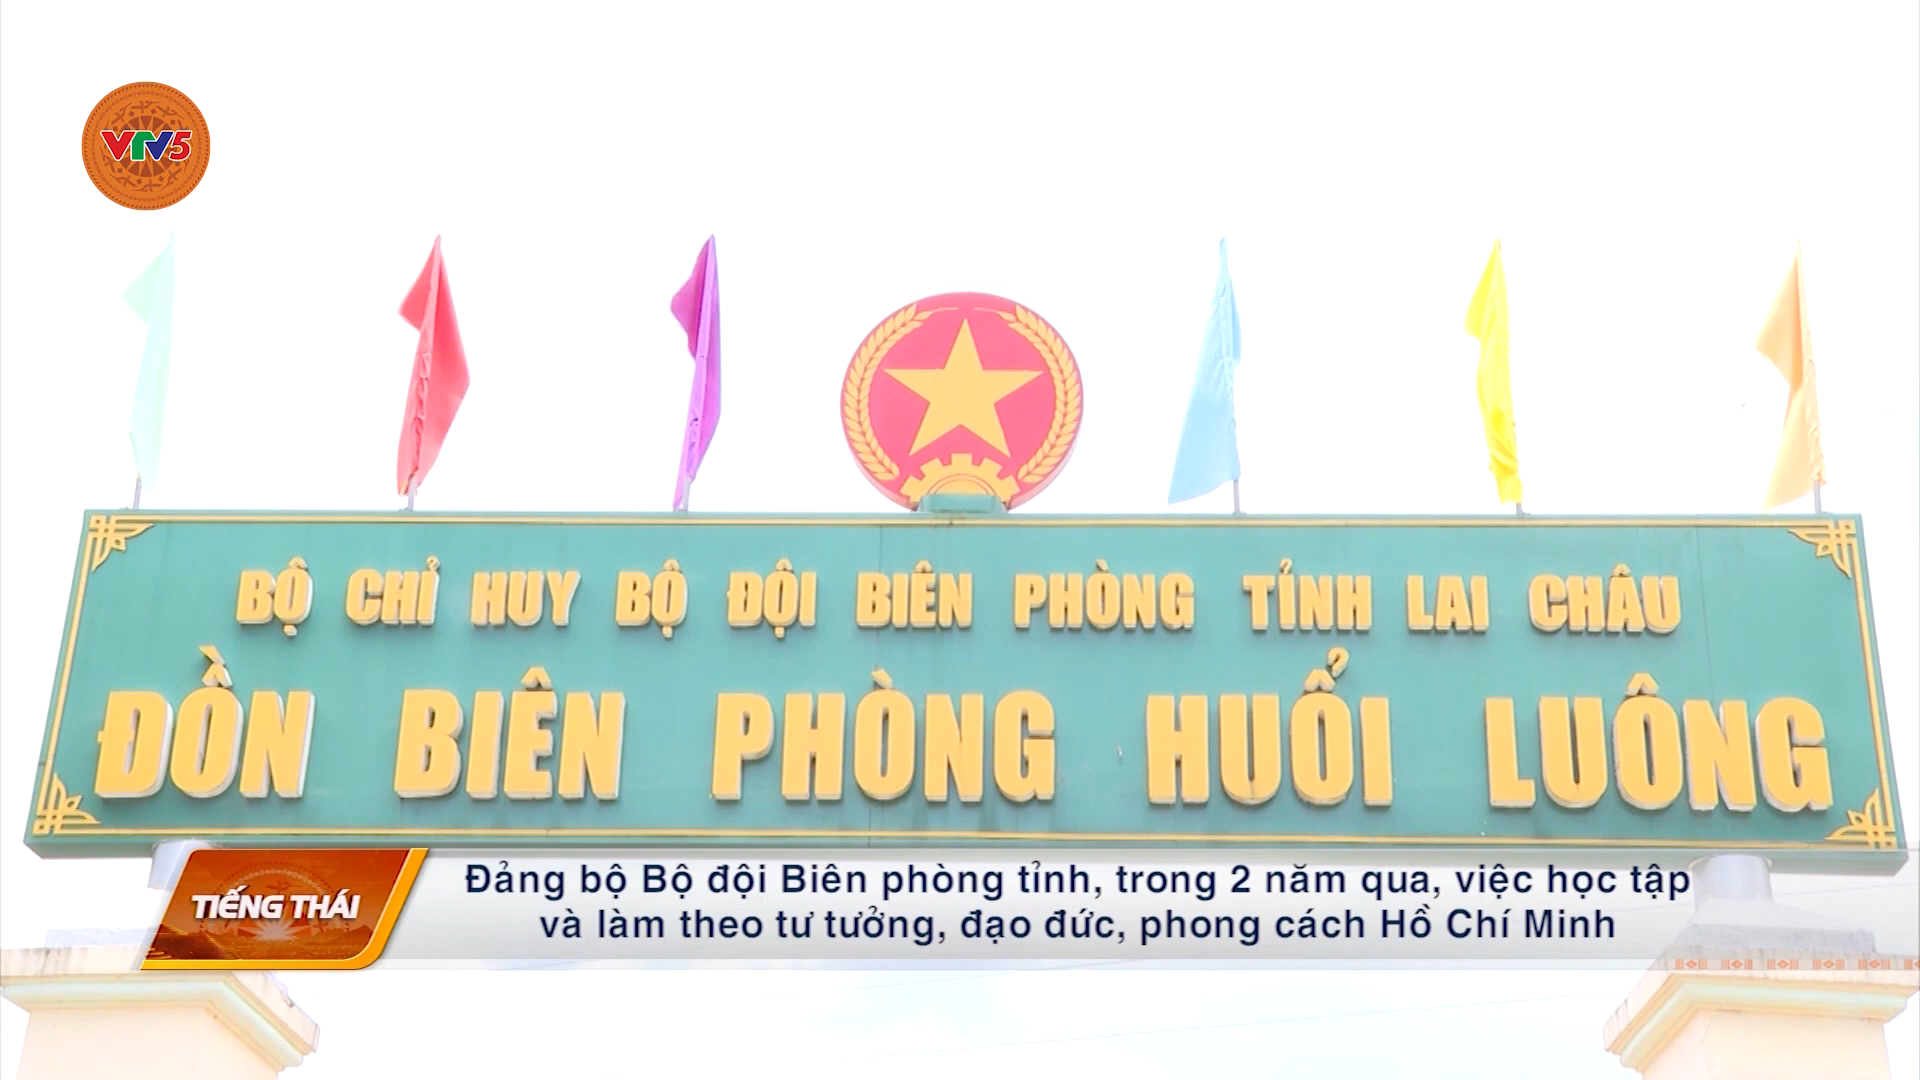 VTV5
BỘ CHỈ HUY BỘ ĐỘI BIÊN PHÒNG TỈNH LAI CHÂU
ĐỒN BIÊN PHÒNG HUỔI LUÔNG
TIẾNG THÁI
Đảng bộ Bộ đội Biên phòng tỉnh, trong 2 năm qua, việc học tập
và làm theo tư tưởng, đạo đức, phong cách Hồ Chí Minh